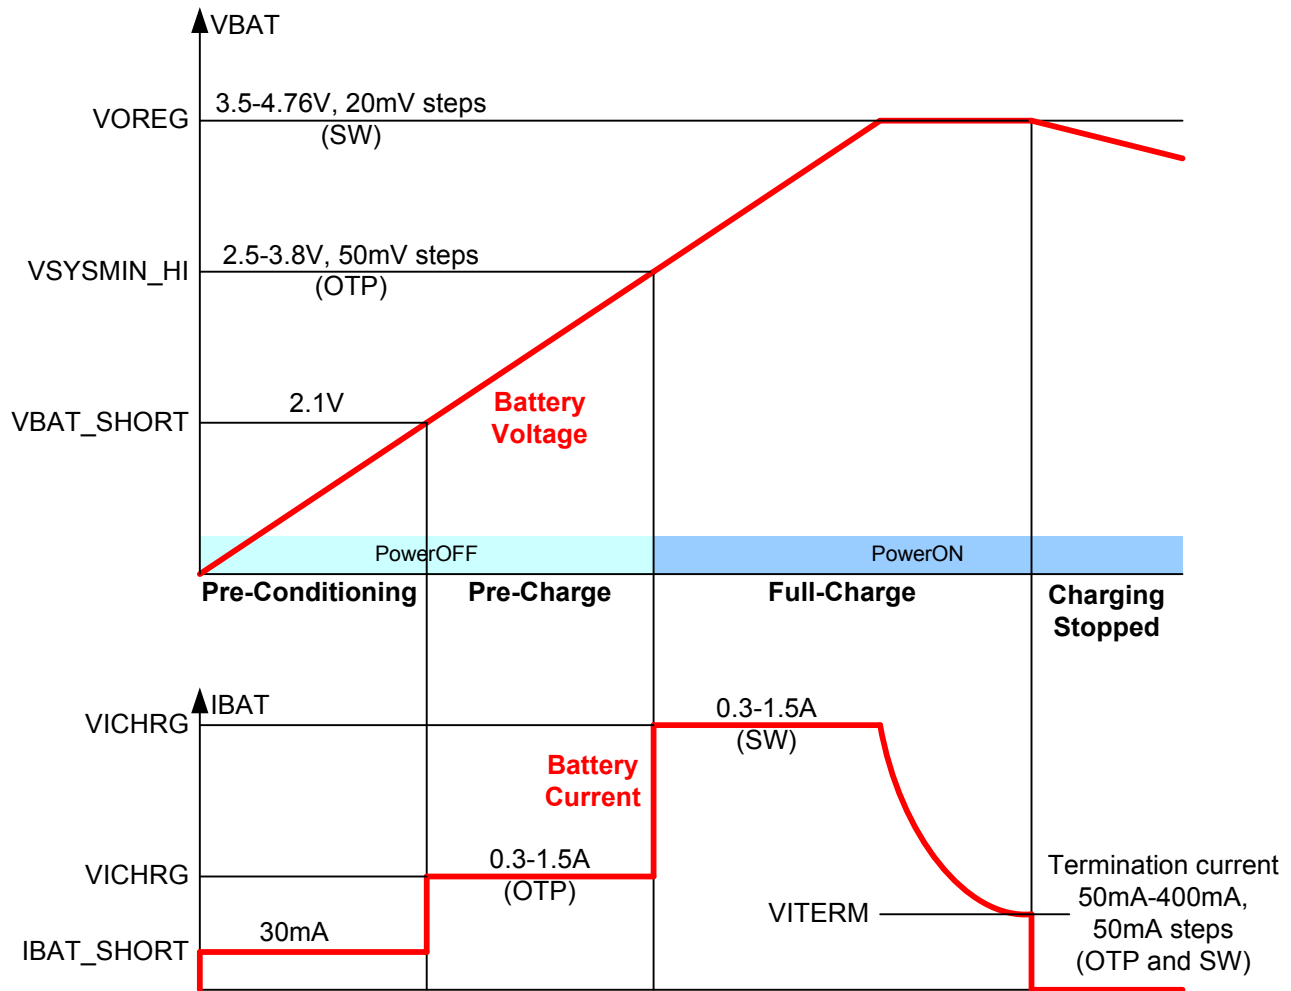 VBAT
3.5-4.76V, 20mV steps
VOREG
(SW)
2.5-3.8V, 50mV steps
VSYSMIN_HI
(OTP)
2.1V
VBAT_SHORT
Battery
Voltage
PowerOFF
PowerON
Pre-Conditioning
Pre-Charge
Full-Charge
Charging
Stopped
IBAT
VICHRG
0.3-1.5A
(SW)
Battery
Current
VICHRG
0.3-1.5A
(OTP)
VITERM
Termination current
50mA-400mA,
50mA steps
(OTP and SW)
30mA
IBAT_SHORT